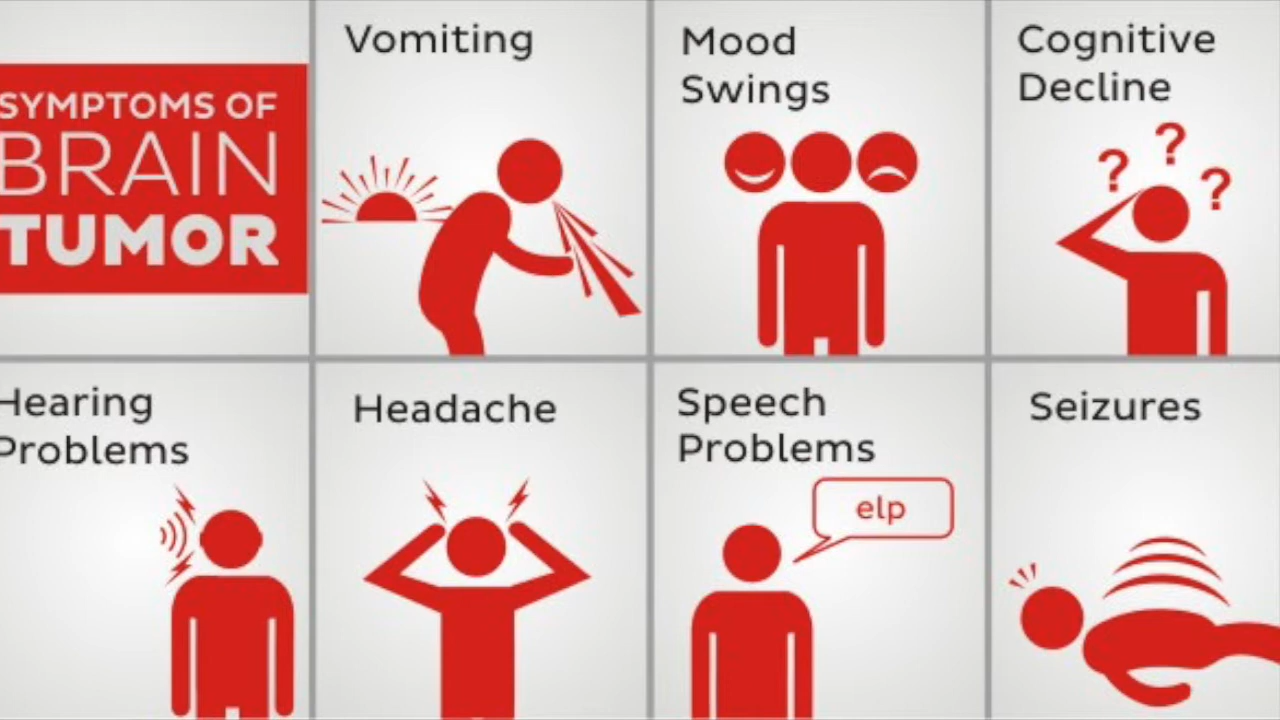 SYMPTOMS OF
BRAIN
TUMOR
Vomiting
Mood
Swings
Cognitive
Decline
? ? ?
Hearing
Problems
Headache
Speech
Problems
elp
Seizures